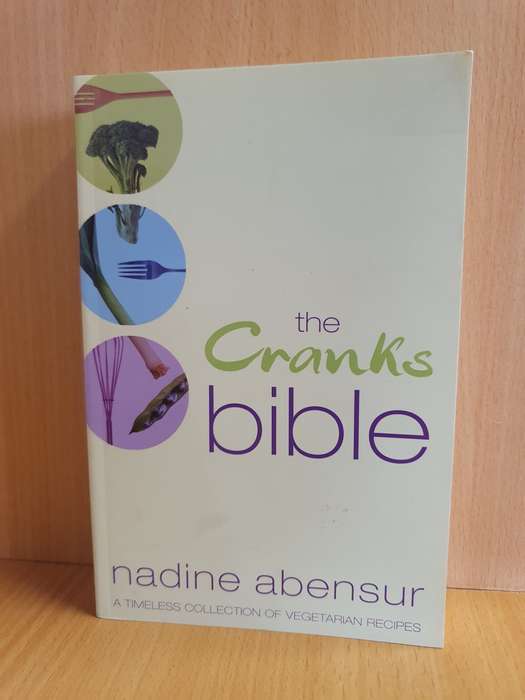 the
Cranks
bible
nadine abensur
A TIMELESS COLLECTION OF VEGETARIAN RECIPES